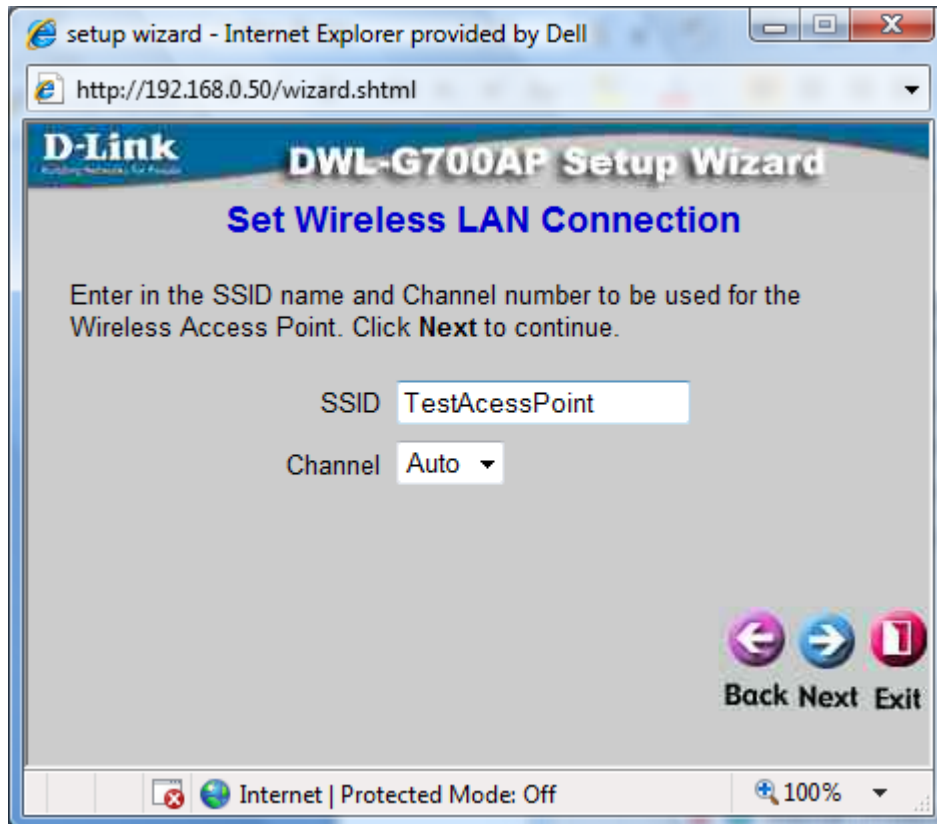 setup wizard - Internet Explorer provided by Dell
http://192.168.0.50/wizard.shtml
D-Link
DWL-G700AP Setup Wizard
Set Wireless LAN Connection
Enter in the SSID name and Channel number to be used for the
Wireless Access Point. Click Next to continue.
SSID TestAcessPoint
Channel Auto
Back Next Exit
Internet | Protected Mode: Off 100%